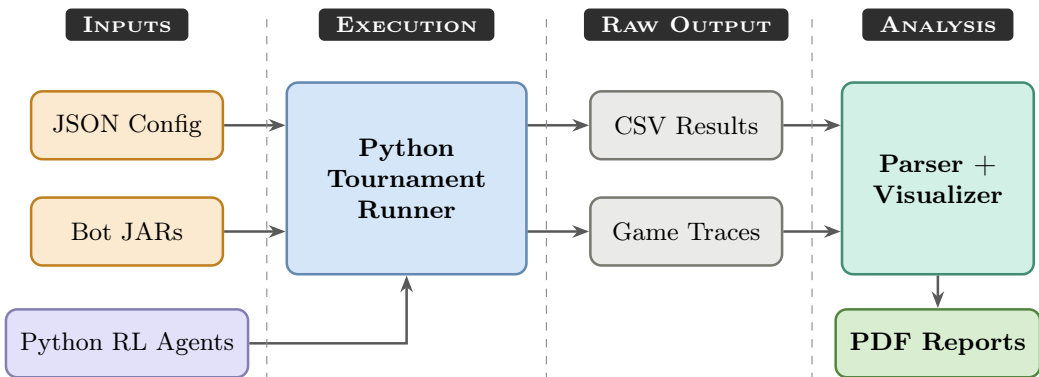 INPUTS
EXECUTION
RAW OUTPUT
ANALYSIS
JSON Config
Bot JARs
Python RL Agents
Python
Tournament
Runner
CSV Results
Game Traces
Parser +
Visualizer
PDF Reports